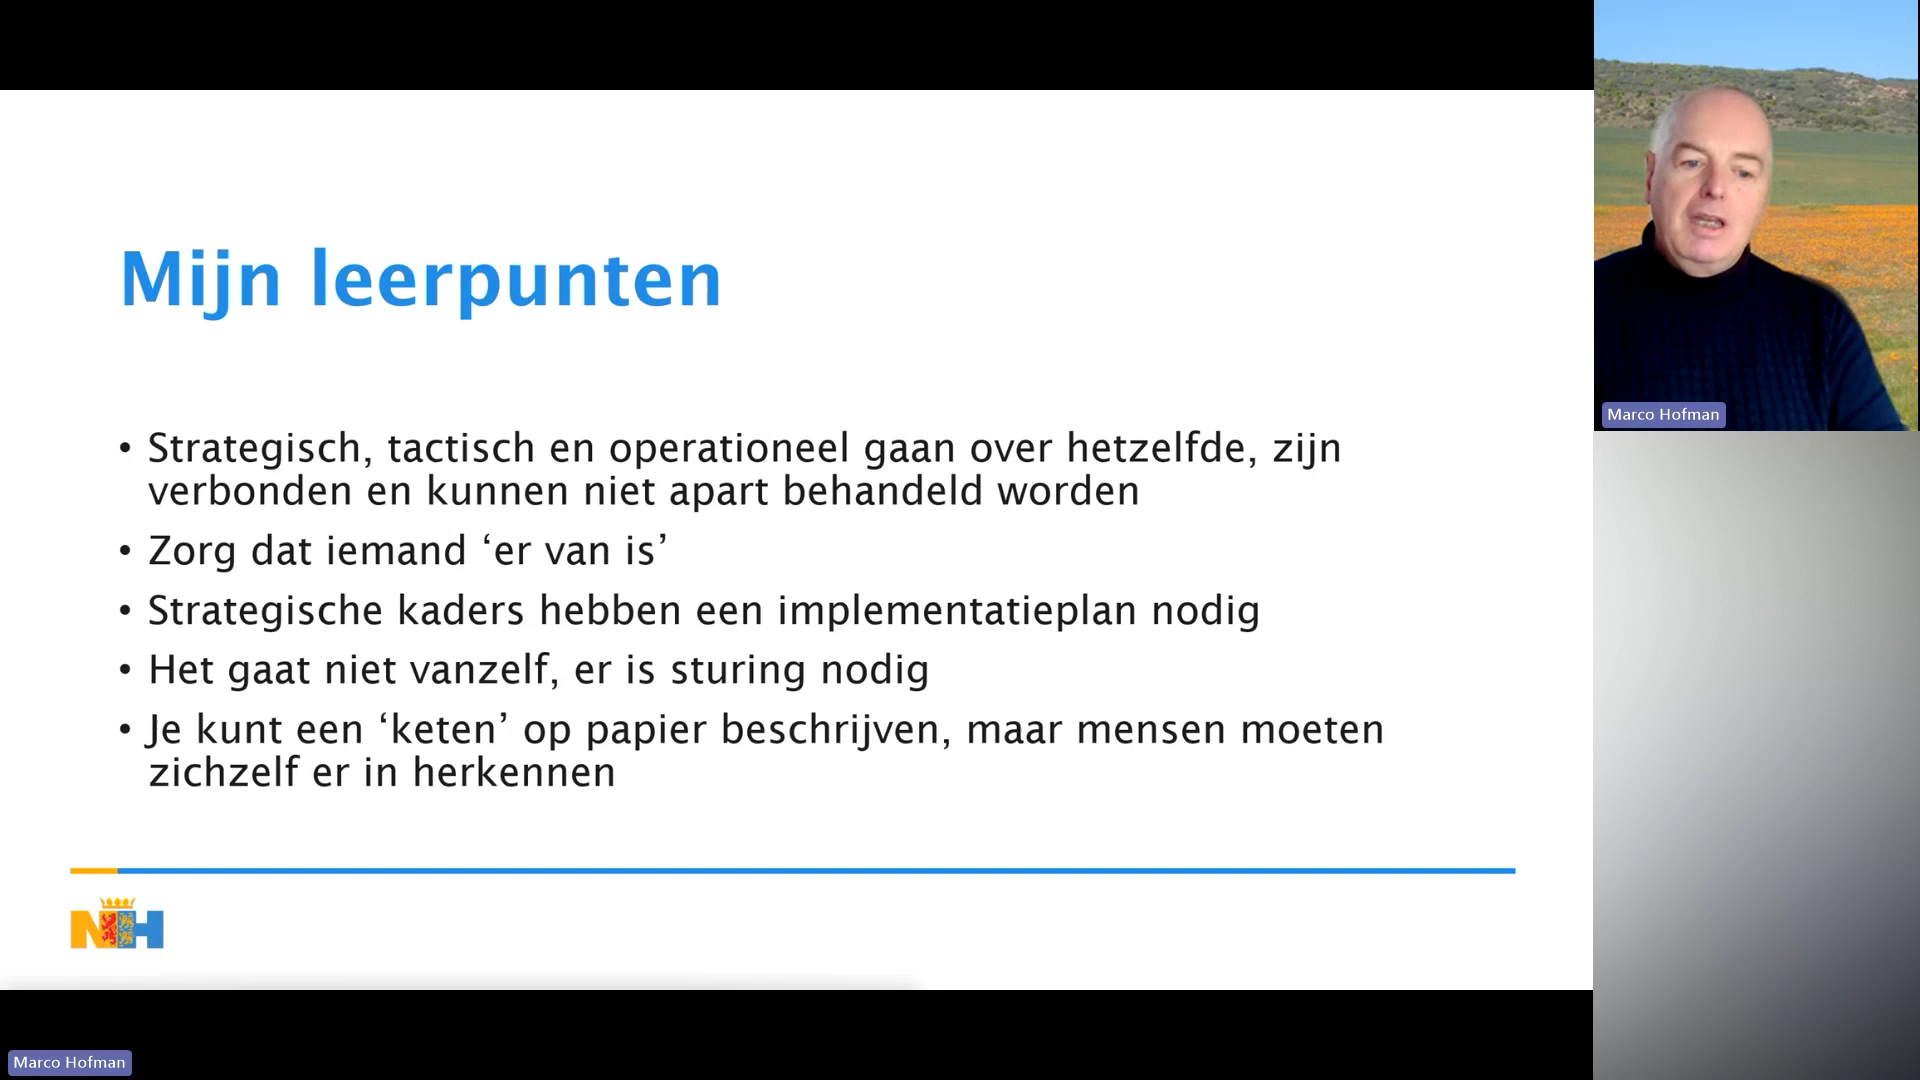 Mijn leerpunten
• Strategisch, tactisch en operationeel gaan over hetzelfde, zijn
verbonden en kunnen niet apart behandeld worden
• Zorg dat iemand ‘er van is’
• Strategische kaders hebben een implementatieplan nodig
• Het gaat niet vanzelf, er is sturing nodig
• Je kunt een ‘keten’ op papier beschrijven, maar mensen moeten
zichzelf er in herkennen
NH
Marco Hofman
Marco Hofman